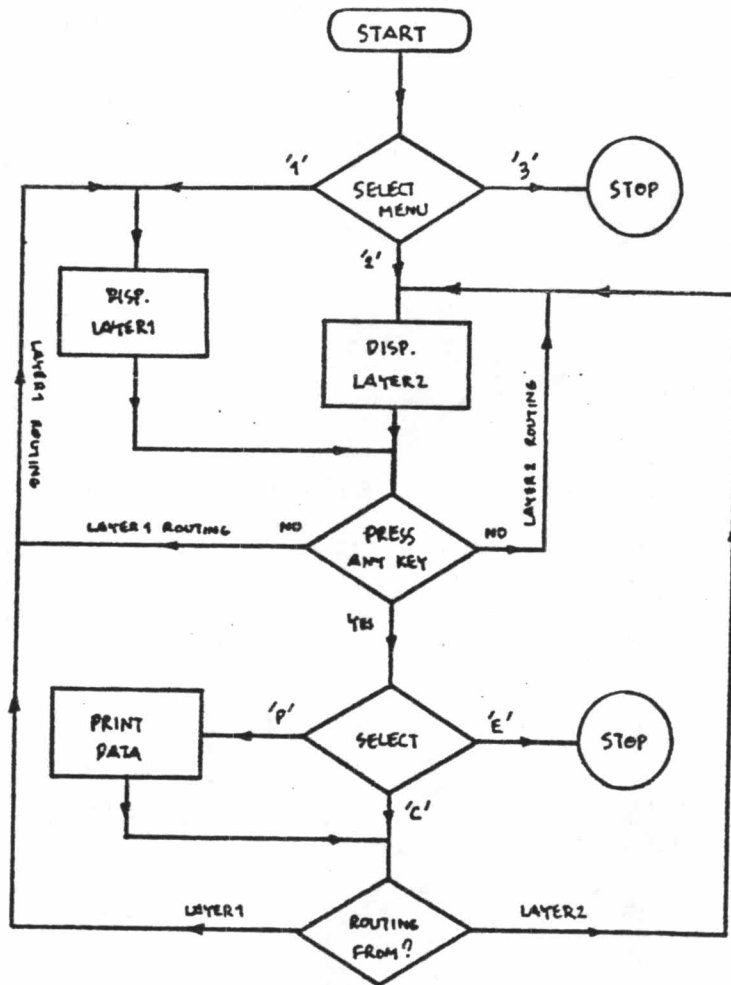 START
'1'
'3'
SELECT
MENU
STOP
'2'
DISP.
LAYER1
DISP.
LAYER2
LAYER1 ROUTING
LAYER2 ROUTING
LAYER1 ROUTING
NO
PRESS
ANY KEY
NO
YES
PRINT
DATA
'P'
SELECT
'E'
STOP
'C'
LAYER1
ROUTING
FROM?
LAYER2